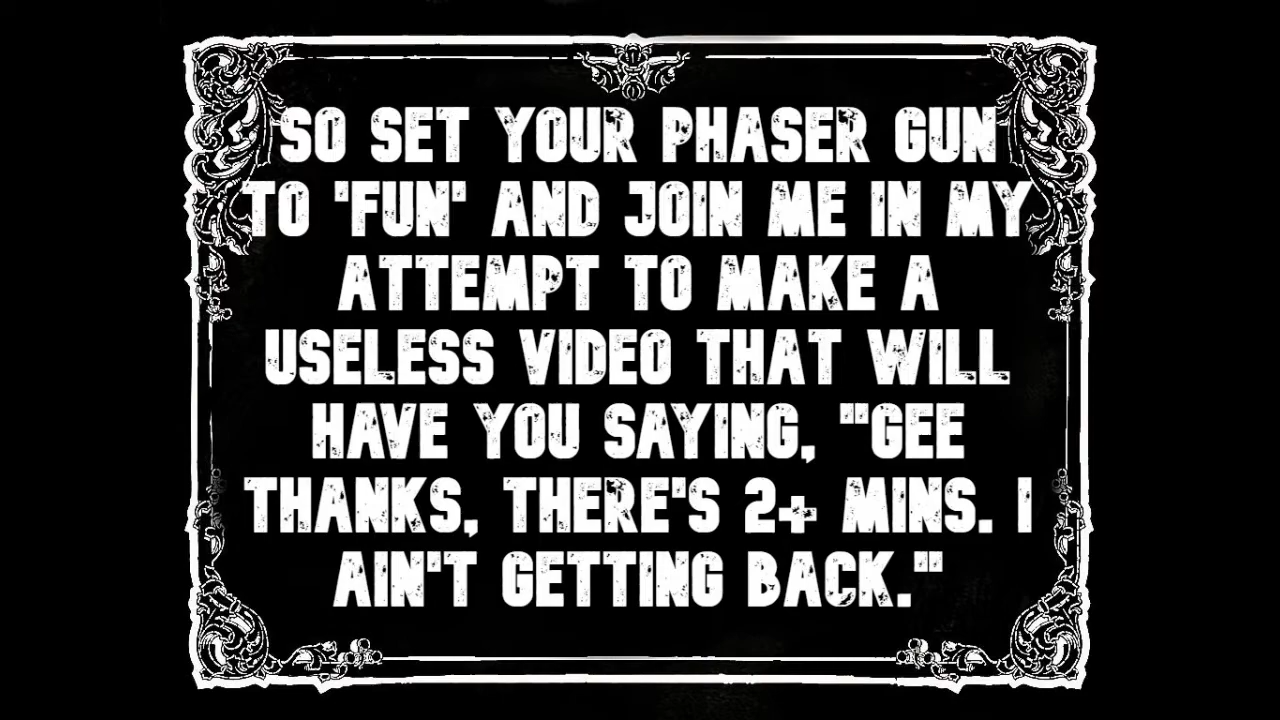 SO SET YOUR PHASER GUN
TO 'FUN' AND JOIN ME IN MY
ATTEMPT TO MAKE A
USELESS VIDEO THAT WILL
HAVE YOU SAYING, "GEE
THANKS, THERE'S 2+ MINS. I
AIN'T GETTING BACK."